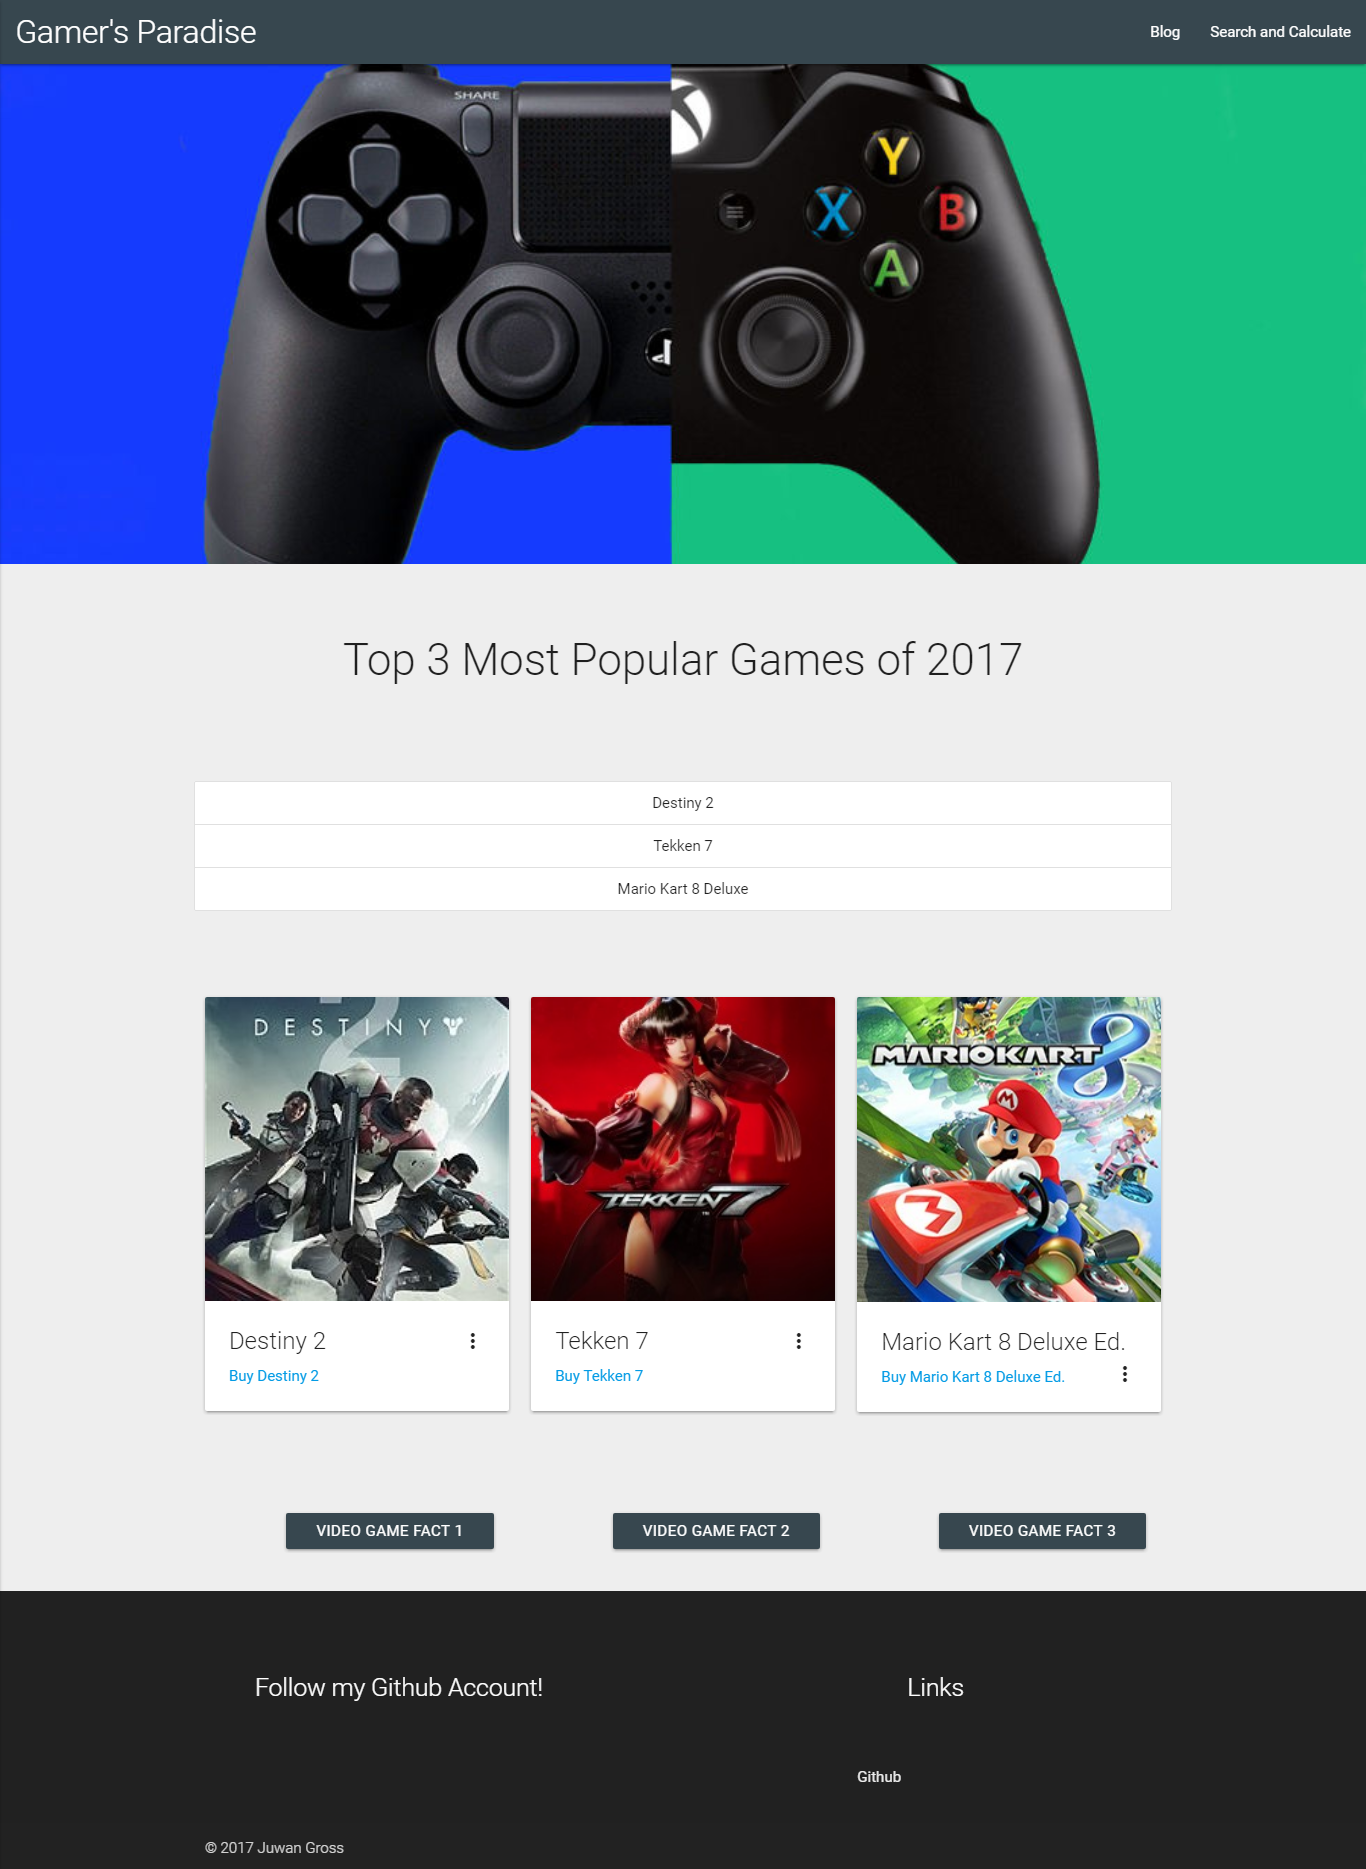 Gamer's Paradise
Blog
Search and Calculate
SHARE
Y
X
B
A
Top 3 Most Popular Games of 2017
Destiny 2
Tekken 7
Mario Kart 8 Deluxe
2
DESTINY
TEKKEN 7
TM
MARIOKART 8
M
M
Destiny 2
Buy Destiny 2
Tekken 7
Buy Tekken 7
Mario Kart 8 Deluxe Ed.
Buy Mario Kart 8 Deluxe Ed.
VIDEO GAME FACT 1
VIDEO GAME FACT 2
VIDEO GAME FACT 3
Follow my Github Account!
Links
Github
© 2017 Juwan Gross